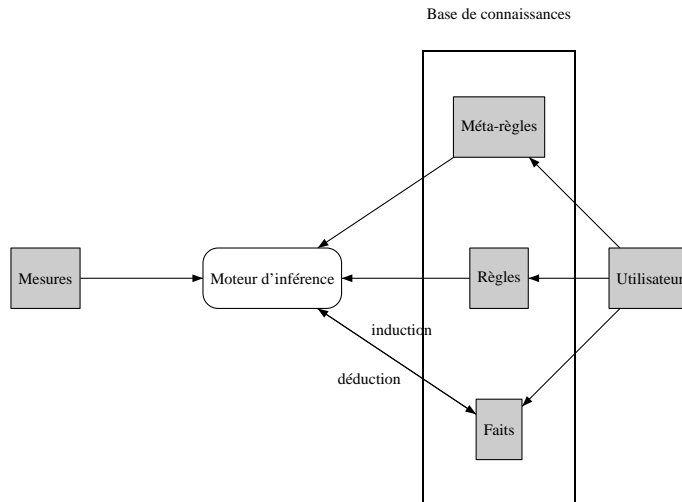 Base de connaissances
Méta-règles
Mesures
Moteur d'inférence
Règles
Utilisateur
induction
déduction
Faits